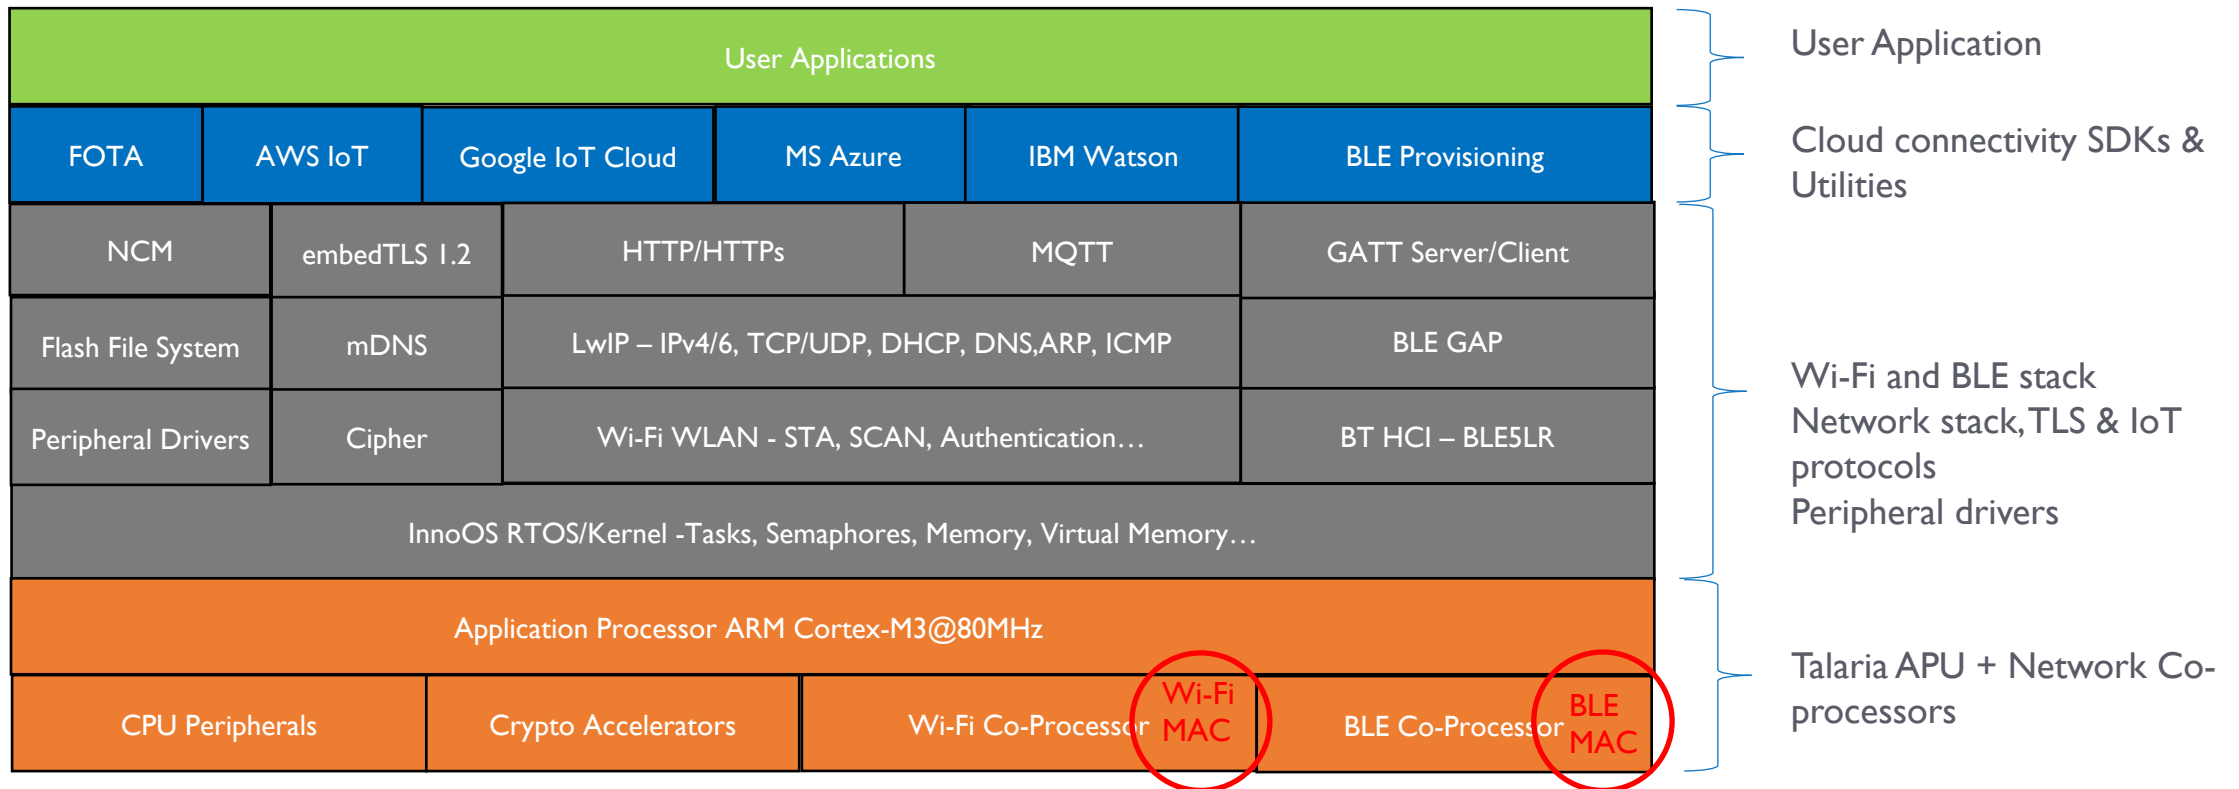 User Applications
User Application
FOTA
AWS IoT
Google IoT Cloud
MS Azure
IBM Watson
BLE Provisioning
Cloud connectivity SDKs &
Utilities
NCM
embedTLS 1.2
HTTP/HTTPs
MQTT
GATT Server/Client
Flash File System
mDNS
LwIP – IPv4/6, TCP/UDP, DHCP, DNS,ARP, ICMP
BLE GAP
Peripheral Drivers
Cipher
Wi-Fi WLAN - STA, SCAN, Authentication…
BT HCI – BLE5LR
InnoOS RTOS/Kernel -Tasks, Semaphores, Memory, Virtual Memory…
Wi-Fi and BLE stack
Network stack, TLS & IoT
protocols
Peripheral drivers
Application Processor ARM Cortex-M3@80MHz
CPU Peripherals
Crypto Accelerators
Wi-Fi Co-Processor
Wi-Fi
MAC
BLE Co-Processor
BLE
MAC
Talaria APU + Network Co-
processors